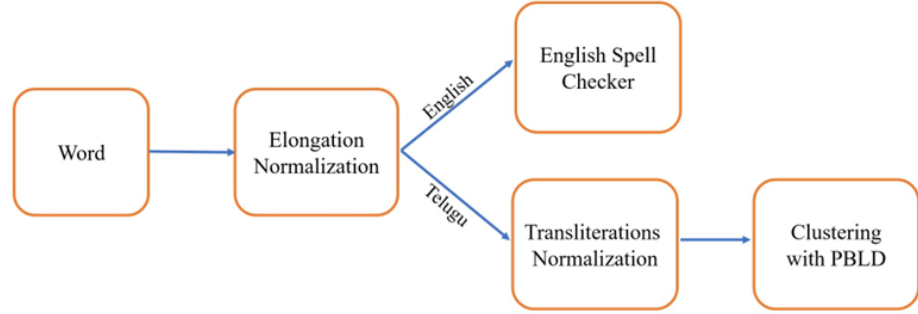 Word
Elongation
Normalization
English
English Spell
Checker
Telugu
Transliterations
Normalization
Clustering
with PBLD